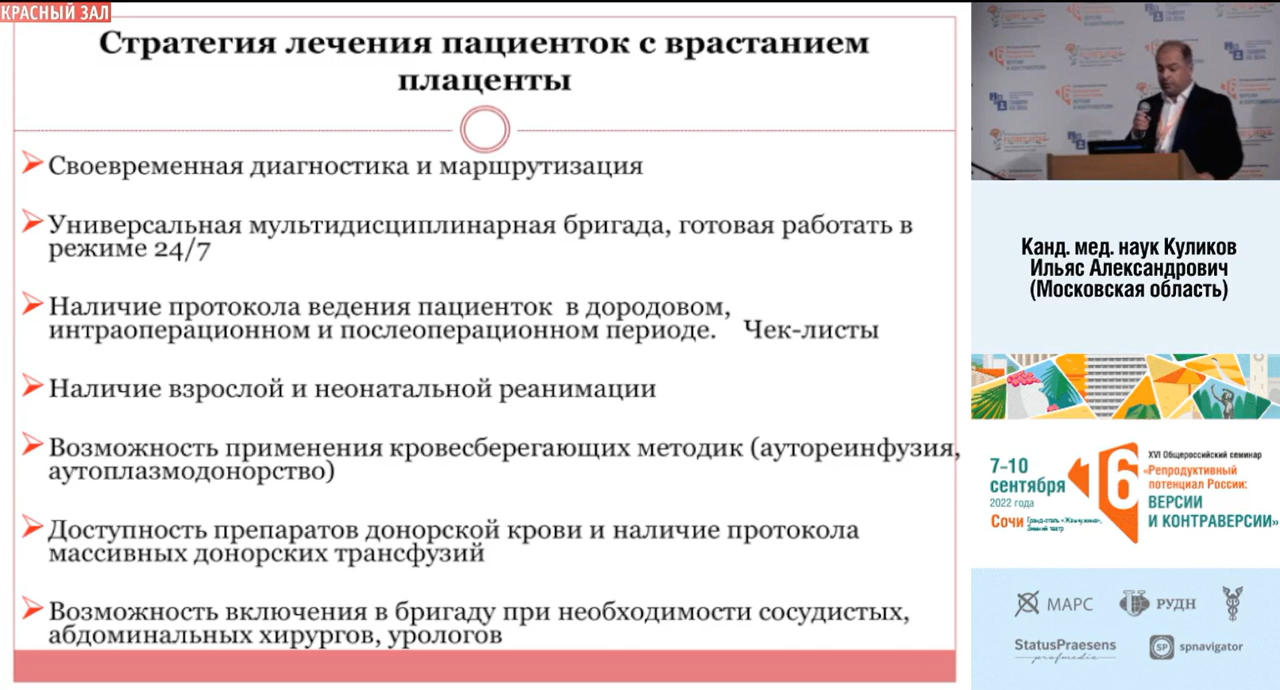 КРАСНЫЙ ЗАЛ
Стратегия лечения пациенток с врастанием
плаценты
Своевременная диагностика и маршрутизация
Универсальная мультидисциплинарная бригада, готовая работать в
режиме 24/7
Наличие протокола ведения пациенток в дородовом,
интраоперационном и послеоперационном периоде. Чек-листы
Наличие взрослой и неонатальной реанимации
Возможность применения кровесберегающих методик (аутореинфузия,
аутоплазмодонорство)
Доступность препаратов донорской крови и наличие протокола
массивных донорских трансфузий
Возможность включения в бригаду при необходимости сосудистых,
абдоминальных хирургов, урологов
Канд. мед. наук Куликов
Ильяс Александрович
(Московская область)
7–10
сентября
2022 года
Сочи
Гранд-отель «Жемчужина»,
Зимний театр
16
XVI Общероссийский семинар
«Репродуктивный
потенциал России:
ВЕРСИИ
И КОНТРАВЕРСИИ»
МАРС
РУДН
StatusPraesens
profmedia
SP
spnavigator